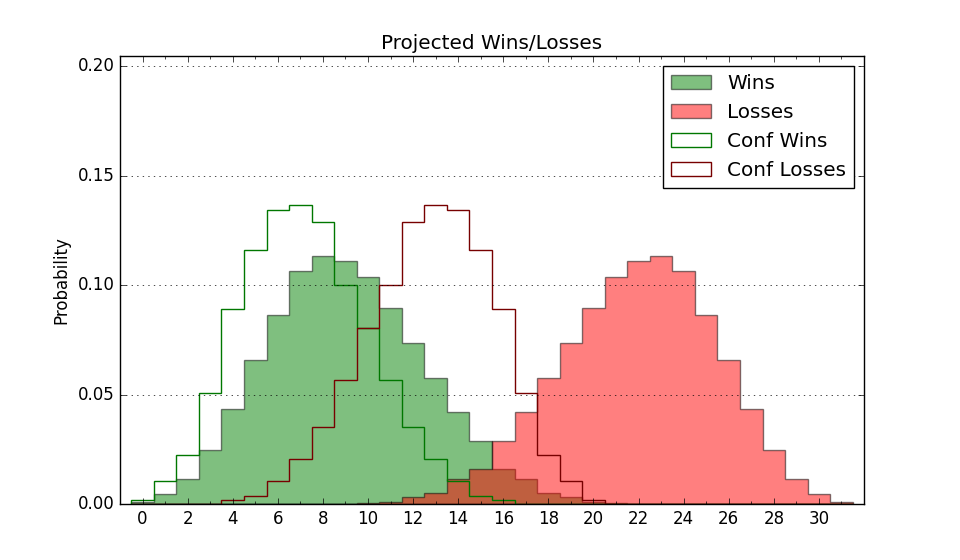 Projected Wins/Losses
0.20
0.15
0.10
0.05
0.00
Probability
Wins
Losses
Conf Wins
Conf Losses
0 2 4 6 8 10 12 14 16 18 20 22 24 26 28 30